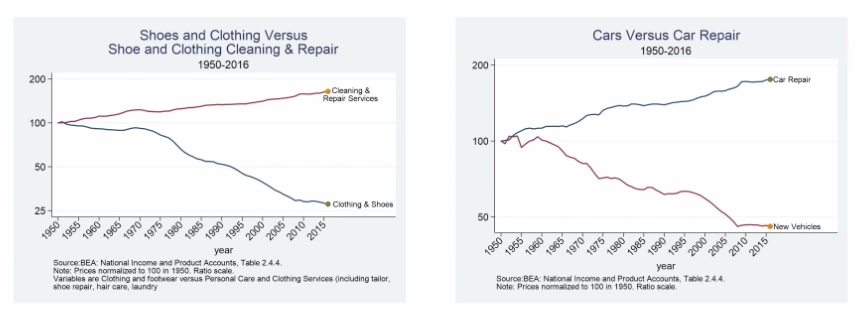 Shoes and Clothing Versus
Shoe and Clothing Cleaning & Repair
1950-2016
200
100
50
25
Cleaning &
Repair Services
Clothing & Shoes
1950 1955 1960 1965 1970 1975 1980 1985 1990 1995 2000 2005 2010 2015
year
Source:BEA: National Income and Product Accounts, Table 2.4.4.
Note: Prices normalized to 100 in 1950. Ratio scale.
Variables are Clothing and footwear versus Personal Care and Clothing Services (including tailor,
shoe repair, hair care, laundry
Cars Versus Car Repair
1950-2016
200
100
50
Car Repair
New Vehicles
1950 1955 1960 1965 1970 1975 1980 1985 1990 1995 2000 2005 2010 2015
year
Source:BEA: National Income and Product Accounts, Table 2.4.4.
Note: Prices normalized to 100 in 1950. Ratio scale.